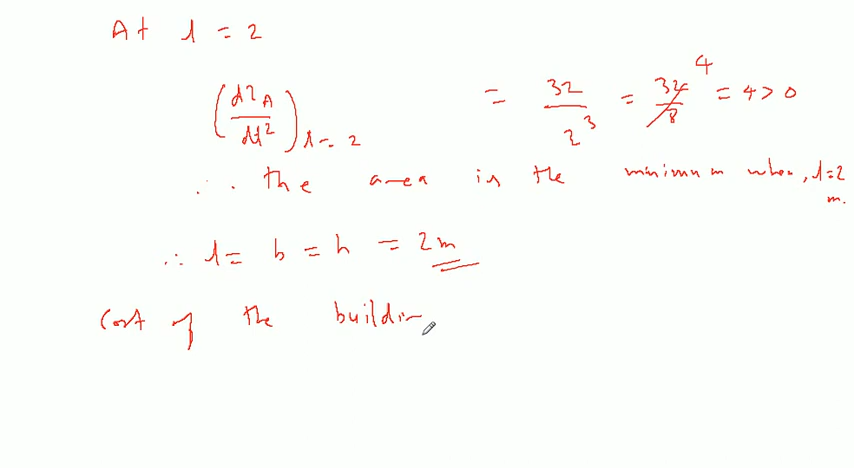 At l = 2
(d²A/dl²) l = 2 = 32/2³ = 32/8 4 = 4 > 0
∴ the area is the minimum when, l=2 m.
∴ l = b = h = 2m
Cost of the buildin